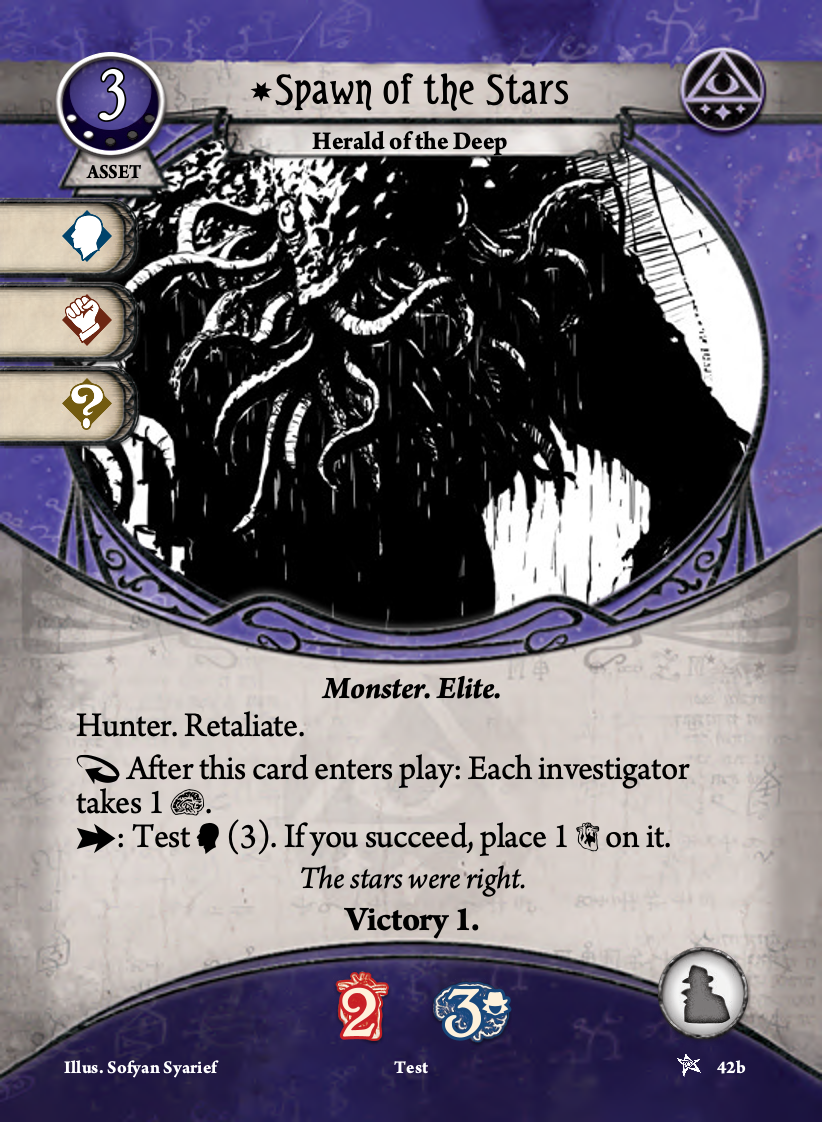 3
Spawn of the Stars
Herald of the Deep
ASSET
?
Monster. Elite.
Hunter. Retaliate.
After this card enters play: Each investigator
takes 1 .
: Test (3). If you succeed, place 1 on it.
The stars were right.
Victory 1.
2 3
Illus. Sofyan Syarief Test 42b